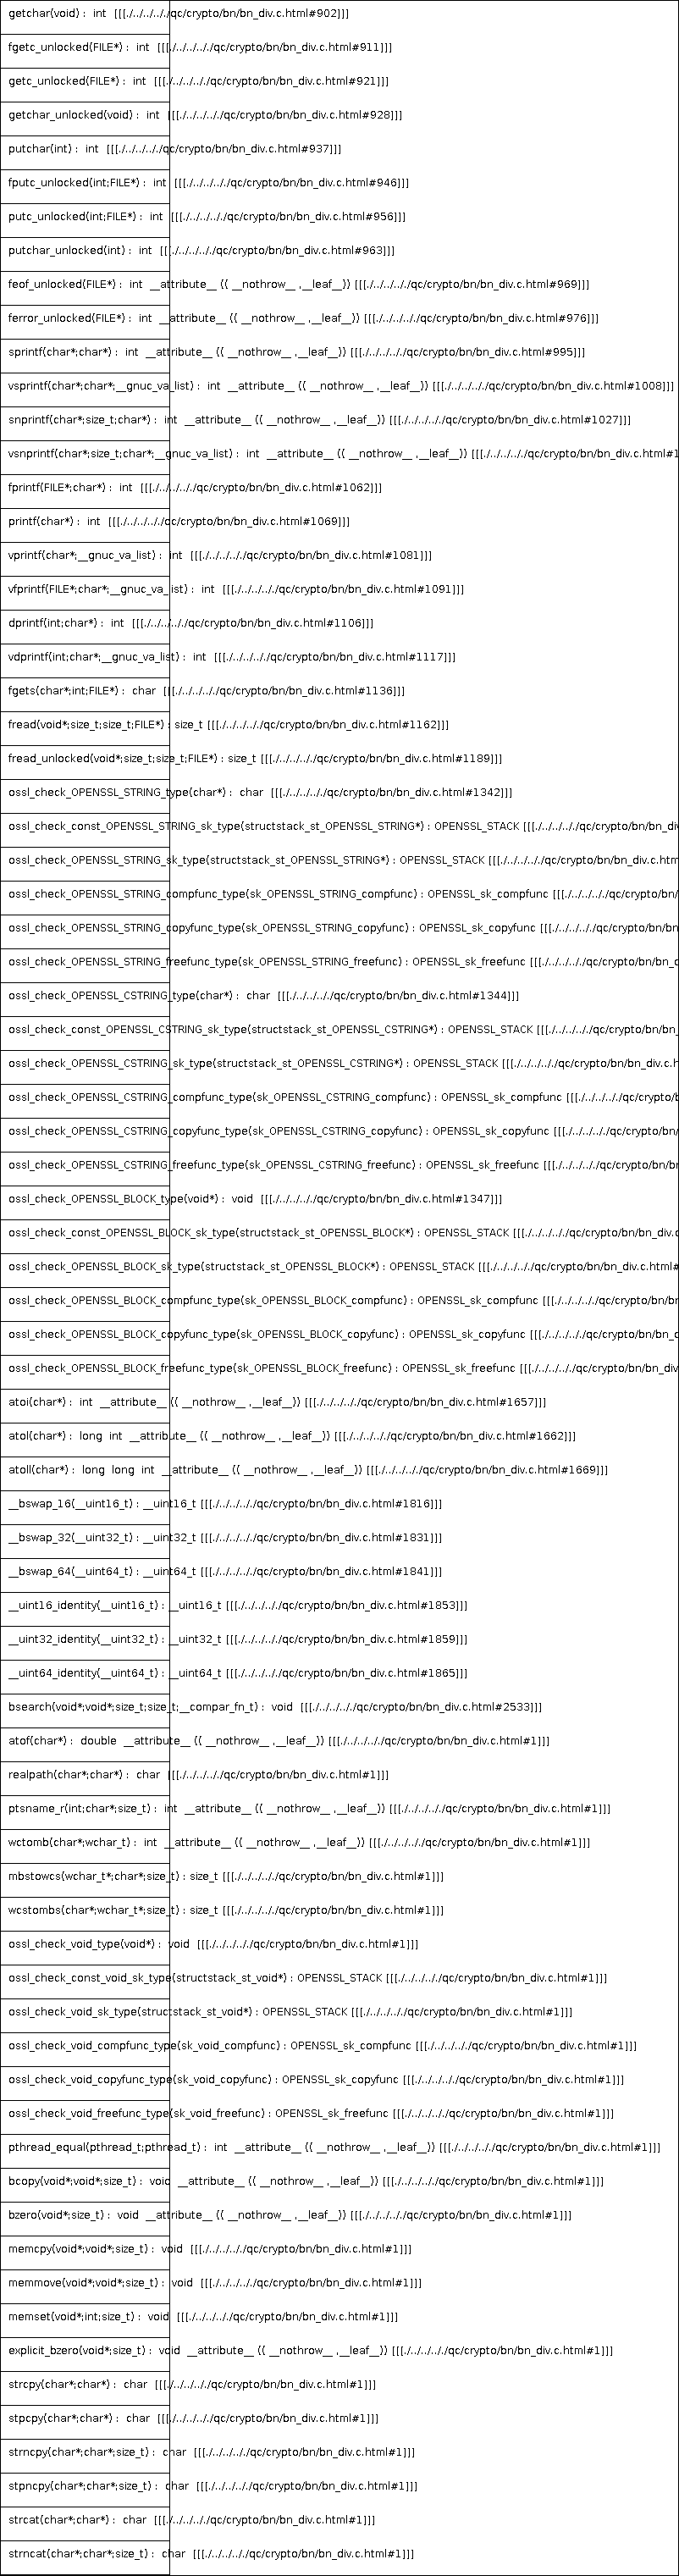 getchar(void) :  int  [[[./../../../../qc/crypto/bn/bn_div.c.html#902]]]
fgetc_unlocked(FILE*) :  int  [[[./../../../../qc/crypto/bn/bn_div.c.html#911]]]
getc_unlocked(FILE*) :  int  [[[./../../../../qc/crypto/bn/bn_div.c.html#921]]]
getchar_unlocked(void) :  int  [[[./../../../../qc/crypto/bn/bn_div.c.html#928]]]
putchar(int) :  int  [[[./../../../../qc/crypto/bn/bn_div.c.html#937]]]
fputc_unlocked(int;FILE*) :  int  [[[./../../../../qc/crypto/bn/bn_div.c.html#946]]]
putc_unlocked(int;FILE*) :  int  [[[./../../../../qc/crypto/bn/bn_div.c.html#956]]]
putchar_unlocked(int) :  int  [[[./../../../../qc/crypto/bn/bn_div.c.html#963]]]
feof_unlocked(FILE*) :  int  __attribute__ (( __nothrow__ ,__leaf__)) [[[./../../../../qc/crypto/bn/bn_div.c.html#969]]]
ferror_unlocked(FILE*) :  int  __attribute__ (( __nothrow__ ,__leaf__)) [[[./../../../../qc/crypto/bn/bn_div.c.html#976]]]
sprintf(char*;char*) :  int  __attribute__ (( __nothrow__ ,__leaf__)) [[[./../../../../qc/crypto/bn/bn_div.c.html#995]]]
vsprintf(char*;char*;__gnuc_va_list) :  int  __attribute__ (( __nothrow__ ,__leaf__)) [[[./../../../../qc/crypto/bn/bn_div.c.html#1008]]]
snprintf(char*;size_t;char*) :  int  __attribute__ (( __nothrow__ ,__leaf__)) [[[./../../../../qc/crypto/bn/bn_div.c.html#1027]]]
vsnprintf(char*;size_t;char*;__gnuc_va_list) :  int  __attribute__ (( __nothrow__ ,__leaf__)) [[[./../../../../qc/crypto/bn/bn_div.c.html#1
fprintf(FILE*;char*) :  int  [[[./../../../../qc/crypto/bn/bn_div.c.html#1062]]]
printf(char*) :  int  [[[./../../../../qc/crypto/bn/bn_div.c.html#1069]]]
vprintf(char*;__gnuc_va_list) :  int  [[[./../../../../qc/crypto/bn/bn_div.c.html#1081]]]
vfprintf(FILE*;char*;__gnuc_va_list) :  int  [[[./../../../../qc/crypto/bn/bn_div.c.html#1091]]]
dprintf(int;char*) :  int  [[[./../../../../qc/crypto/bn/bn_div.c.html#1106]]]
vdprintf(int;char*;__gnuc_va_list) :  int  [[[./../../../../qc/crypto/bn/bn_div.c.html#1117]]]
fgets(char*;int;FILE*) :  char  [[[./../../../../qc/crypto/bn/bn_div.c.html#1136]]]
fread(void*;size_t;size_t;FILE*) : size_t [[[./../../../../qc/crypto/bn/bn_div.c.html#1162]]]
fread_unlocked(void*;size_t;size_t;FILE*) : size_t [[[./../../../../qc/crypto/bn/bn_div.c.html#1189]]]
ossl_check_OPENSSL_STRING_type(char*) :  char  [[[./../../../../qc/crypto/bn/bn_div.c.html#1342]]]
ossl_check_const_OPENSSL_STRING_sk_type(structstack_st_OPENSSL_STRING*) : OPENSSL_STACK [[[./../../../../qc/crypto/bn/bn_di
ossl_check_OPENSSL_STRING_sk_type(structstack_st_OPENSSL_STRING*) : OPENSSL_STACK [[[./../../../../qc/crypto/bn/bn_div.c.htm
ossl_check_OPENSSL_STRING_compfunc_type(sk_OPENSSL_STRING_compfunc) : OPENSSL_sk_compfunc [[[./../../../../qc/crypto/bn/
ossl_check_OPENSSL_STRING_copyfunc_type(sk_OPENSSL_STRING_copyfunc) : OPENSSL_sk_copyfunc [[[./../../../../qc/crypto/bn/bn
ossl_check_OPENSSL_STRING_freefunc_type(sk_OPENSSL_STRING_freefunc) : OPENSSL_sk_freefunc [[[./../../../../qc/crypto/bn/bn_d
ossl_check_OPENSSL_CSTRING_type(char*) :  char  [[[./../../../../qc/crypto/bn/bn_div.c.html#1344]]]
ossl_check_const_OPENSSL_CSTRING_sk_type(structstack_st_OPENSSL_CSTRING*) : OPENSSL_STACK [[[./../../../../qc/crypto/bn/bn_
ossl_check_OPENSSL_CSTRING_sk_type(structstack_st_OPENSSL_CSTRING*) : OPENSSL_STACK [[[./../../../../qc/crypto/bn/bn_div.c.h
ossl_check_OPENSSL_CSTRING_compfunc_type(sk_OPENSSL_CSTRING_compfunc) : OPENSSL_sk_compfunc [[[./../../../../qc/crypto/b
ossl_check_OPENSSL_CSTRING_copyfunc_type(sk_OPENSSL_CSTRING_copyfunc) : OPENSSL_sk_copyfunc [[[./../../../../qc/crypto/bn/
ossl_check_OPENSSL_CSTRING_freefunc_type(sk_OPENSSL_CSTRING_freefunc) : OPENSSL_sk_freefunc [[[./../../../../qc/crypto/bn/bn
ossl_check_OPENSSL_BLOCK_type(void*) :  void  [[[./../../../../qc/crypto/bn/bn_div.c.html#1347]]]
ossl_check_const_OPENSSL_BLOCK_sk_type(structstack_st_OPENSSL_BLOCK*) : OPENSSL_STACK [[[./../../../../qc/crypto/bn/bn_div.c
ossl_check_OPENSSL_BLOCK_sk_type(structstack_st_OPENSSL_BLOCK*) : OPENSSL_STACK [[[./../../../../qc/crypto/bn/bn_div.c.html#
ossl_check_OPENSSL_BLOCK_compfunc_type(sk_OPENSSL_BLOCK_compfunc) : OPENSSL_sk_compfunc [[[./../../../../qc/crypto/bn/bn
ossl_check_OPENSSL_BLOCK_copyfunc_type(sk_OPENSSL_BLOCK_copyfunc) : OPENSSL_sk_copyfunc [[[./../../../../qc/crypto/bn/bn_d
ossl_check_OPENSSL_BLOCK_freefunc_type(sk_OPENSSL_BLOCK_freefunc) : OPENSSL_sk_freefunc [[[./../../../../qc/crypto/bn/bn_div
atoi(char*) :  int  __attribute__ (( __nothrow__ ,__leaf__)) [[[./../../../../qc/crypto/bn/bn_div.c.html#1657]]]
atol(char*) :  long  int  __attribute__ (( __nothrow__ ,__leaf__)) [[[./../../../../qc/crypto/bn/bn_div.c.html#1662]]]
atoll(char*) :  long  long  int  __attribute__ (( __nothrow__ ,__leaf__)) [[[./../../../../qc/crypto/bn/bn_div.c.html#1669]]]
__bswap_16(__uint16_t) : __uint16_t [[[./../../../../qc/crypto/bn/bn_div.c.html#1816]]]
__bswap_32(__uint32_t) : __uint32_t [[[./../../../../qc/crypto/bn/bn_div.c.html#1831]]]
__bswap_64(__uint64_t) : __uint64_t [[[./../../../../qc/crypto/bn/bn_div.c.html#1841]]]
__uint16_identity(__uint16_t) : __uint16_t [[[./../../../../qc/crypto/bn/bn_div.c.html#1853]]]
__uint32_identity(__uint32_t) : __uint32_t [[[./../../../../qc/crypto/bn/bn_div.c.html#1859]]]
__uint64_identity(__uint64_t) : __uint64_t [[[./../../../../qc/crypto/bn/bn_div.c.html#1865]]]
bsearch(void*;void*;size_t;size_t;__compar_fn_t) :  void  [[[./../../../../qc/crypto/bn/bn_div.c.html#2533]]]
atof(char*) :  double  __attribute__ (( __nothrow__ ,__leaf__)) [[[./../../../../qc/crypto/bn/bn_div.c.html#1]]]
realpath(char*;char*) :  char  [[[./../../../../qc/crypto/bn/bn_div.c.html#1]]]
ptsname_r(int;char*;size_t) :  int  __attribute__ (( __nothrow__ ,__leaf__)) [[[./../../../../qc/crypto/bn/bn_div.c.html#1]]]
wctomb(char*;wchar_t) :  int  __attribute__ (( __nothrow__ ,__leaf__)) [[[./../../../../qc/crypto/bn/bn_div.c.html#1]]]
mbstowcs(wchar_t*;char*;size_t) : size_t [[[./../../../../qc/crypto/bn/bn_div.c.html#1]]]
wcstombs(char*;wchar_t*;size_t) : size_t [[[./../../../../qc/crypto/bn/bn_div.c.html#1]]]
ossl_check_void_type(void*) :  void  [[[./../../../../qc/crypto/bn/bn_div.c.html#1]]]
ossl_check_const_void_sk_type(structstack_st_void*) : OPENSSL_STACK [[[./../../../../qc/crypto/bn/bn_div.c.html#1]]]
ossl_check_void_sk_type(structstack_st_void*) : OPENSSL_STACK [[[./../../../../qc/crypto/bn/bn_div.c.html#1]]]
ossl_check_void_compfunc_type(sk_void_compfunc) : OPENSSL_sk_compfunc [[[./../../../../qc/crypto/bn/bn_div.c.html#1]]]
ossl_check_void_copyfunc_type(sk_void_copyfunc) : OPENSSL_sk_copyfunc [[[./../../../../qc/crypto/bn/bn_div.c.html#1]]]
ossl_check_void_freefunc_type(sk_void_freefunc) : OPENSSL_sk_freefunc [[[./../../../../qc/crypto/bn/bn_div.c.html#1]]]
pthread_equal(pthread_t;pthread_t) :  int  __attribute__ (( __nothrow__ ,__leaf__)) [[[./../../../../qc/crypto/bn/bn_div.c.html#1]]]
bcopy(void*;void*;size_t) :  void  __attribute__ (( __nothrow__ ,__leaf__)) [[[./../../../../qc/crypto/bn/bn_div.c.html#1]]]
bzero(void*;size_t) :  void  __attribute__ (( __nothrow__ ,__leaf__)) [[[./../../../../qc/crypto/bn/bn_div.c.html#1]]]
memcpy(void*;void*;size_t) :  void  [[[./../../../../qc/crypto/bn/bn_div.c.html#1]]]
memmove(void*;void*;size_t) :  void  [[[./../../../../qc/crypto/bn/bn_div.c.html#1]]]
memset(void*;int;size_t) :  void  [[[./../../../../qc/crypto/bn/bn_div.c.html#1]]]
explicit_bzero(void*;size_t) :  void  __attribute__ (( __nothrow__ ,__leaf__)) [[[./../../../../qc/crypto/bn/bn_div.c.html#1]]]
strcpy(char*;char*) :  char  [[[./../../../../qc/crypto/bn/bn_div.c.html#1]]]
stpcpy(char*;char*) :  char  [[[./../../../../qc/crypto/bn/bn_div.c.html#1]]]
strncpy(char*;char*;size_t) :  char  [[[./../../../../qc/crypto/bn/bn_div.c.html#1]]]
stpncpy(char*;char*;size_t) :  char  [[[./../../../../qc/crypto/bn/bn_div.c.html#1]]]
strcat(char*;char*) :  char  [[[./../../../../qc/crypto/bn/bn_div.c.html#1]]]
strncat(char*;char*;size_t) :  char  [[[./../../../../qc/crypto/bn/bn_div.c.html#1]]]